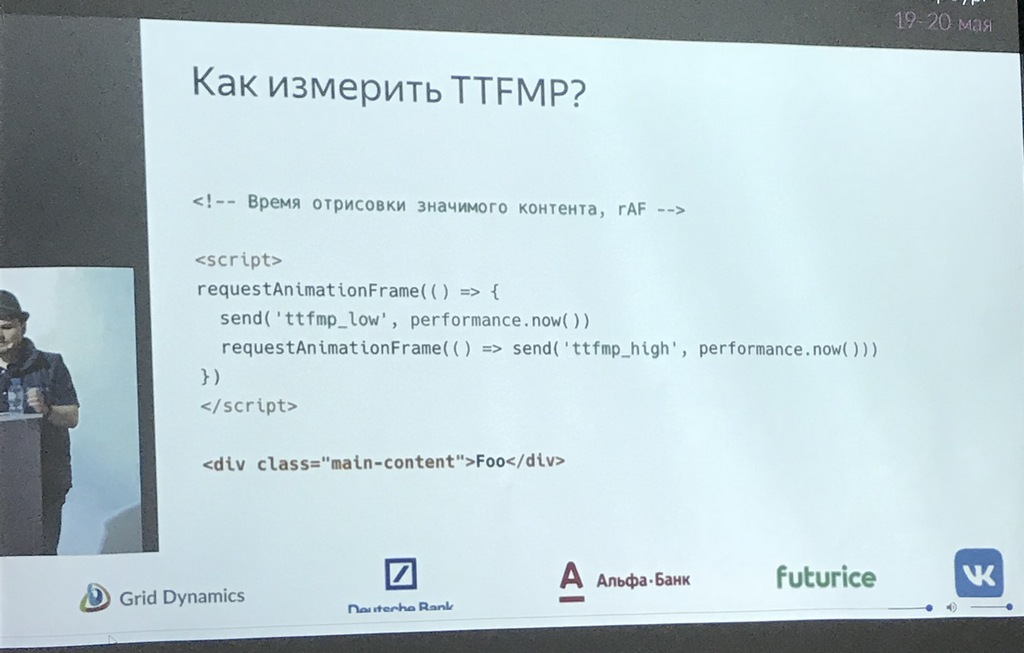 19-20 мая
Как измерить TTFMP?
<!-- Время отрисовки значимого контента, rAF -->
<script>
requestAnimationFrame(() => {
send('ttfmp_low', performance.now())
requestAnimationFrame(() => send('ttfmp_high', performance.now()))
})
</script>
<div class="main-content">Foo</div>
Grid Dynamics
Deutsche Bank
А Альфа·Банк
futurice
VK